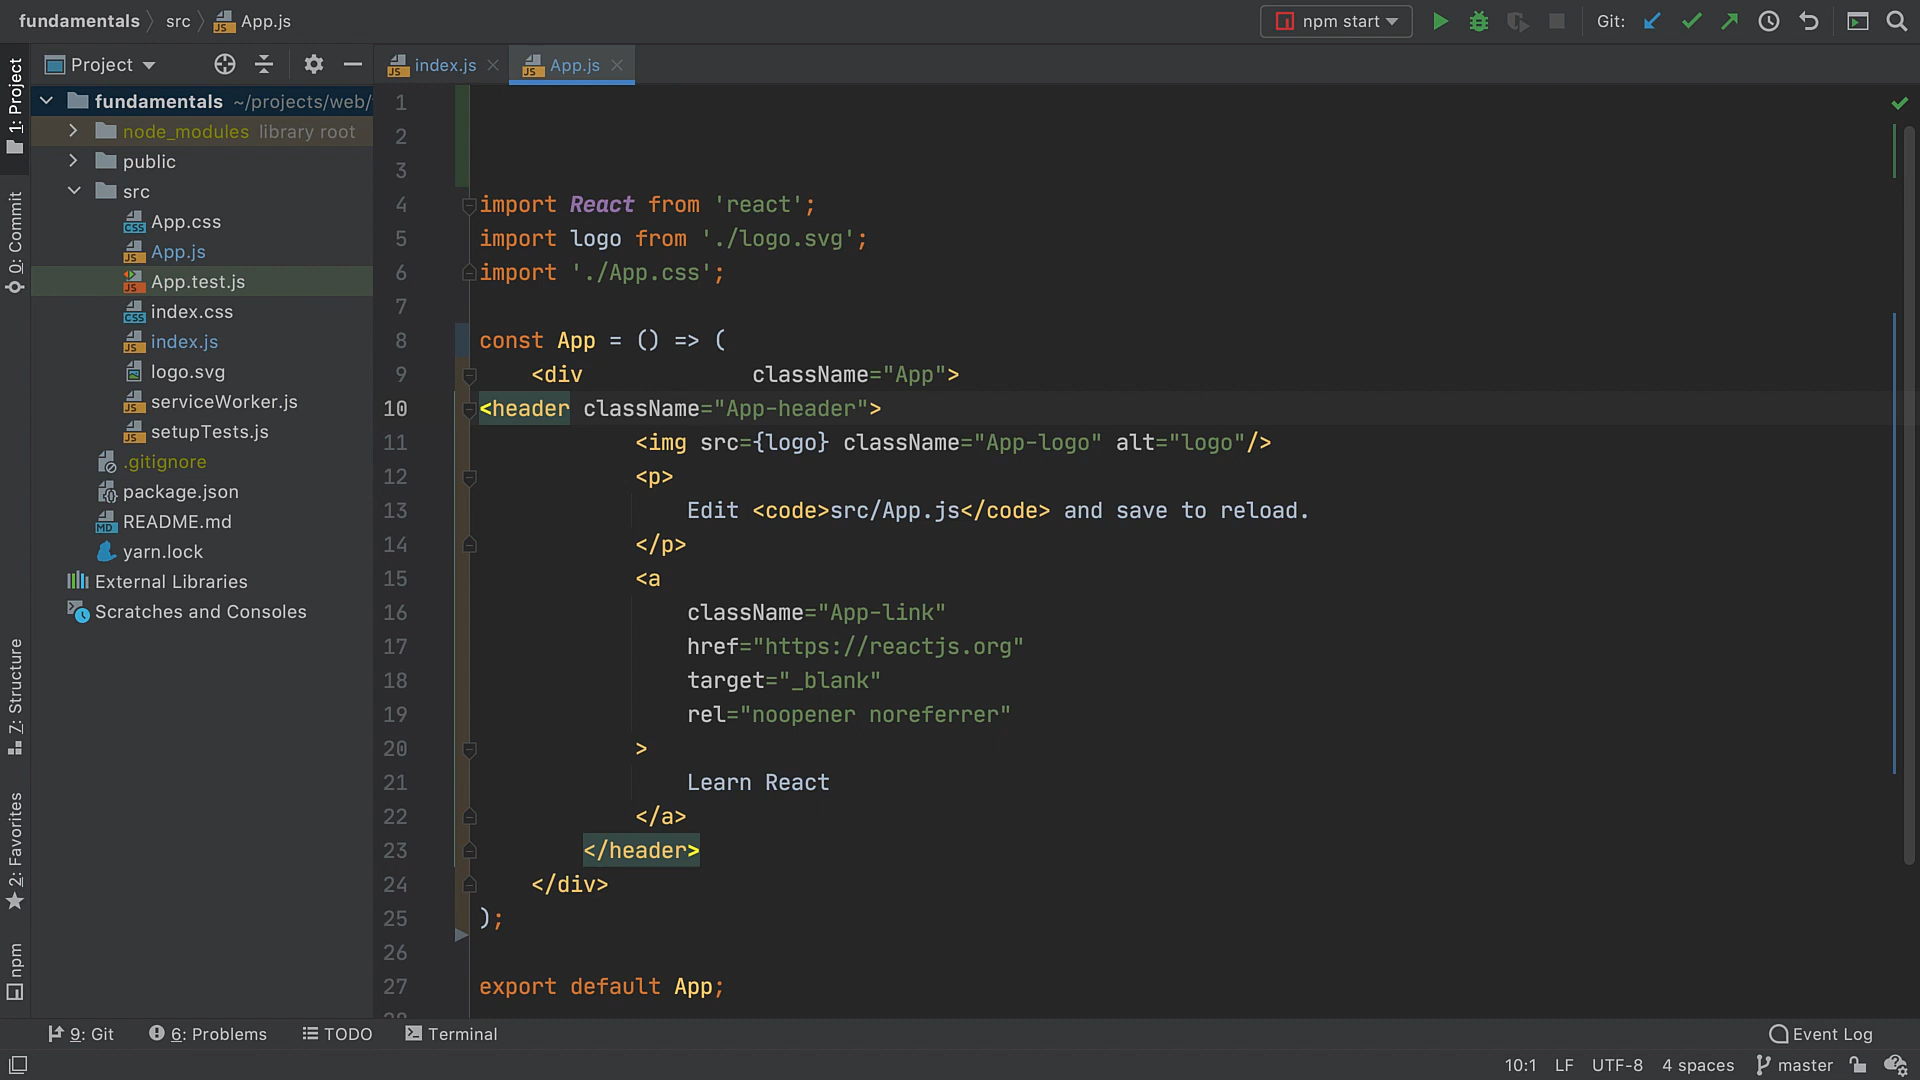 fundamentals src App.js
npm start
Git:
1: Project
0: Commit
7: Structure
2: Favorites
npm
Project
fundamentals ~/projects/web/
node_modules library root
public
src
App.css
App.js
App.test.js
index.css
index.js
logo.svg
serviceWorker.js
setupTests.js
.gitignore
package.json
README.md
yarn.lock
External Libraries
Scratches and Consoles
index.js App.js
1
2
3
4 import React from 'react';
5 import logo from './logo.svg';
6 import './App.css';
7
8 const App = () => (
9     <div             className="App">
10 <header className="App-header">
11             <img src={logo} className="App-logo" alt="logo"/>
12             <p>
13                 Edit <code>src/App.js</code> and save to reload.
14             </p>
15             <a
16                 className="App-link"
17                 href="https://reactjs.org"
18                 target="_blank"
19                 rel="noopener noreferrer"
20             >
21                 Learn React
22             </a>
23         </header>
24     </div>
25 );
26
27 export default App;
9: Git 6: Problems TODO Terminal Event Log
10:1 LF UTF-8 4 spaces master